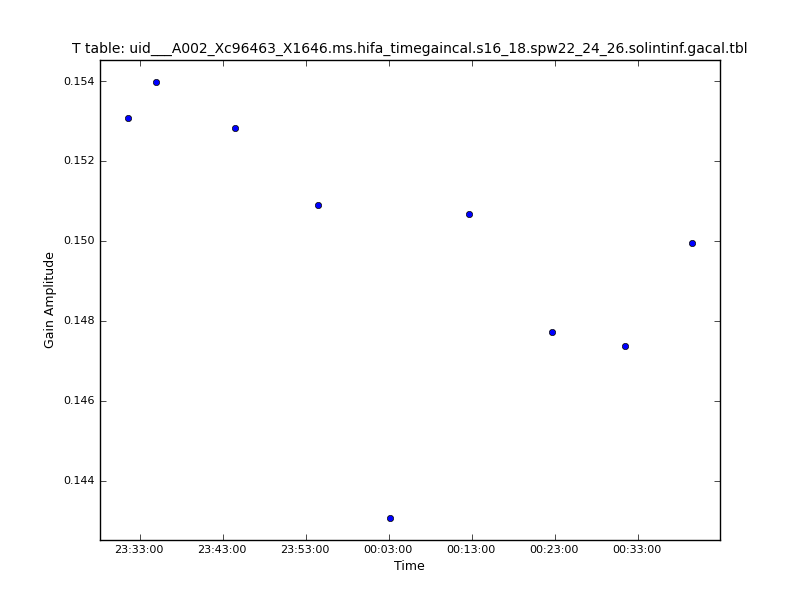 T table: uid___A002_Xc96463_X1646.ms.hifa_timegaincal.s16_18.spw22_24_26.solintinf.gacal.tbl
0.154
0.152
0.150
0.148
0.146
0.144
Gain Amplitude
23:33:00 23:43:00 23:53:00 00:03:00 00:13:00 00:23:00 00:33:00
Time